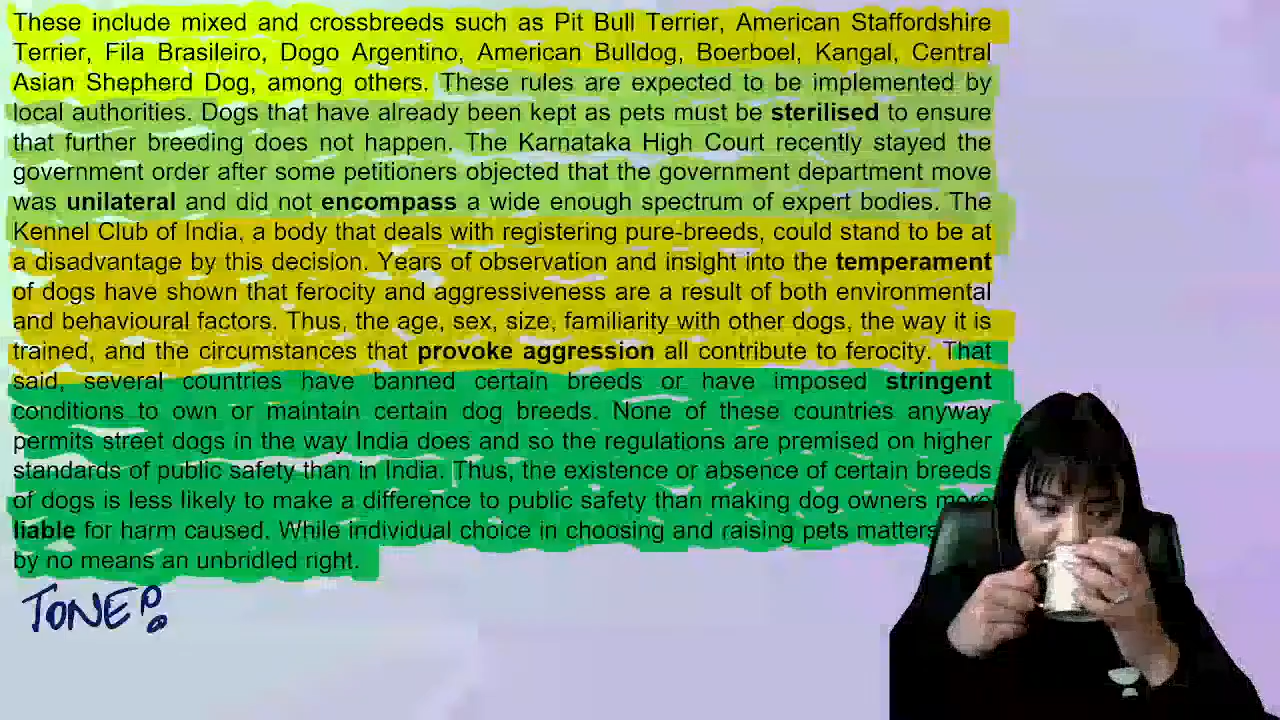 These include mixed and crossbreeds such as Pit Bull Terrier, American Staffordshire
Terrier, Fila Brasileiro, Dogo Argentino, American Bulldog, Boerboel, Kangal, Central
Asian Shepherd Dog, among others. These rules are expected to be implemented by
local authorities. Dogs that have already been kept as pets must be sterilised to ensure
that further breeding does not happen. The Karnataka High Court recently stayed the
government order after some petitioners objected that the government department move
was unilateral and did not encompass a wide enough spectrum of expert bodies. The
Kennel Club of India, a body that deals with registering pure-breeds, could stand to be at
a disadvantage by this decision. Years of observation and insight into the temperament
of dogs have shown that ferocity and aggressiveness are a result of both environmental
and behavioural factors. Thus, the age, sex, size, familiarity with other dogs, the way it is
trained, and the circumstances that provoke aggression all contribute to ferocity. That
said, several countries have banned certain breeds or have imposed stringent
conditions to own or maintain certain dog breeds. None of these countries anyway
permits street dogs in the way India does and so the regulations are premised on higher
standards of public safety than in India. Thus, the existence or absence of certain breeds
of dogs is less likely to make a difference to public safety than making dog owners more
liable for harm caused. While individual choice in choosing and raising pets matters
by no means an unbridled right.
TONE?